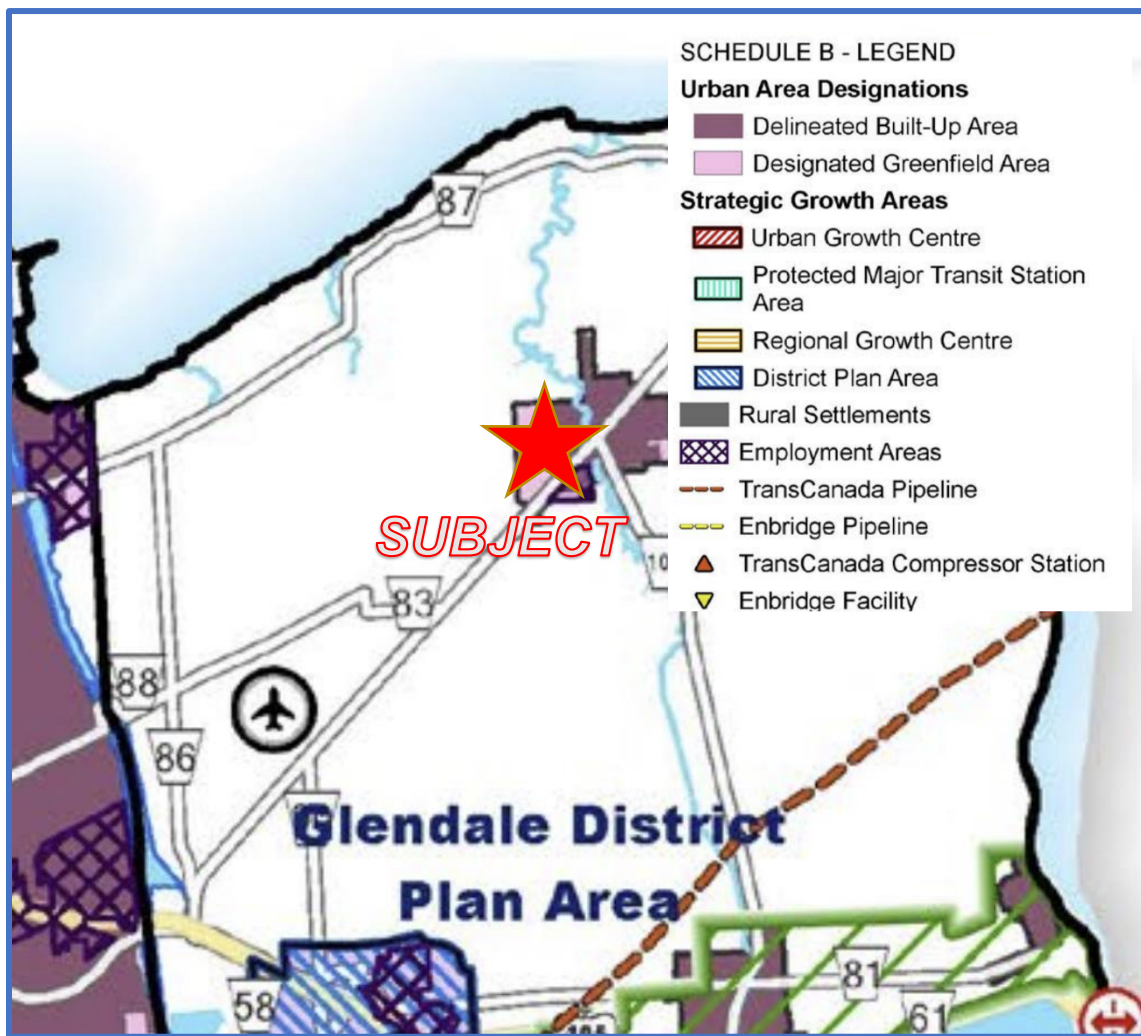 SCHEDULE B - LEGEND
Urban Area Designations
Delineated Built-Up Area
Designated Greenfield Area
Strategic Growth Areas
Urban Growth Centre
Protected Major Transit Station
Area
Regional Growth Centre
District Plan Area
Rural Settlements
Employment Areas
TransCanada Pipeline
Enbridge Pipeline
TransCanada Compressor Station
Enbridge Facility
87
SUBJECT
83
88
86
Glendale District
Plan Area
81
58
61